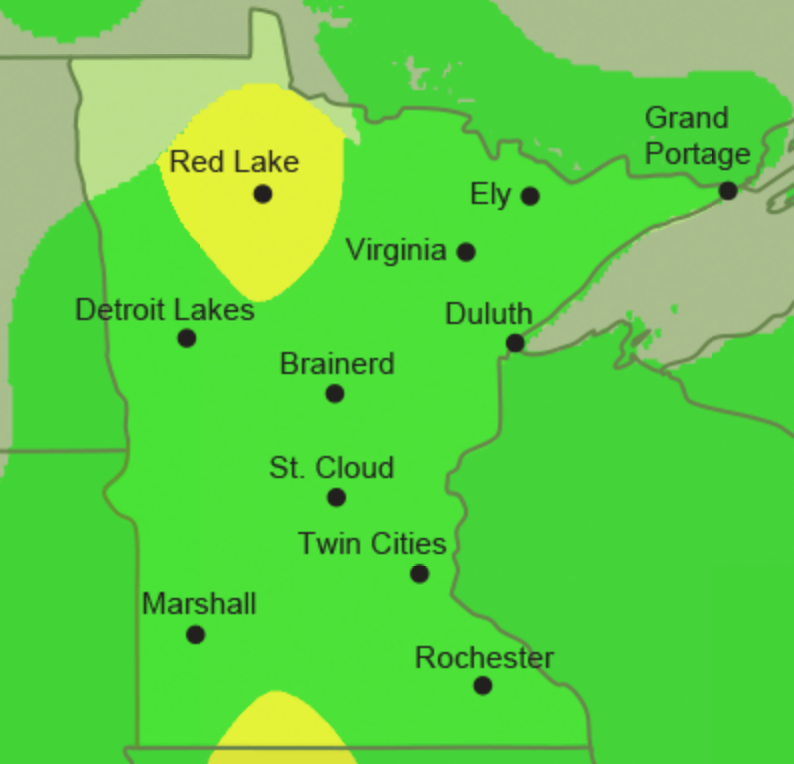 Grand
Portage
Red Lake
Ely
Virginia
Detroit Lakes
Duluth
Brainerd
St. Cloud
Twin Cities
Marshall
Rochester